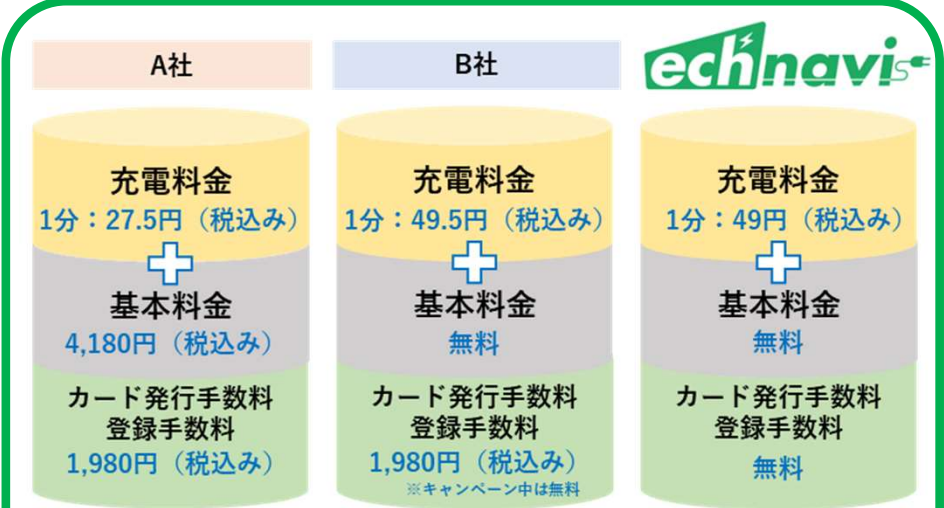 A社
充電料金
1分：27.5円（税込み）
基本料金
4,180円（税込み）
カード発行手数料
登録手数料
1,980円（税込み）
B社
充電料金
1分：49.5円（税込み）
基本料金
無料
カード発行手数料
登録手数料
1,980円（税込み）
※キャンペーン中は無料
echnavi
充電料金
1分：49円（税込み）
基本料金
無料
カード発行手数料
登録手数料
無料